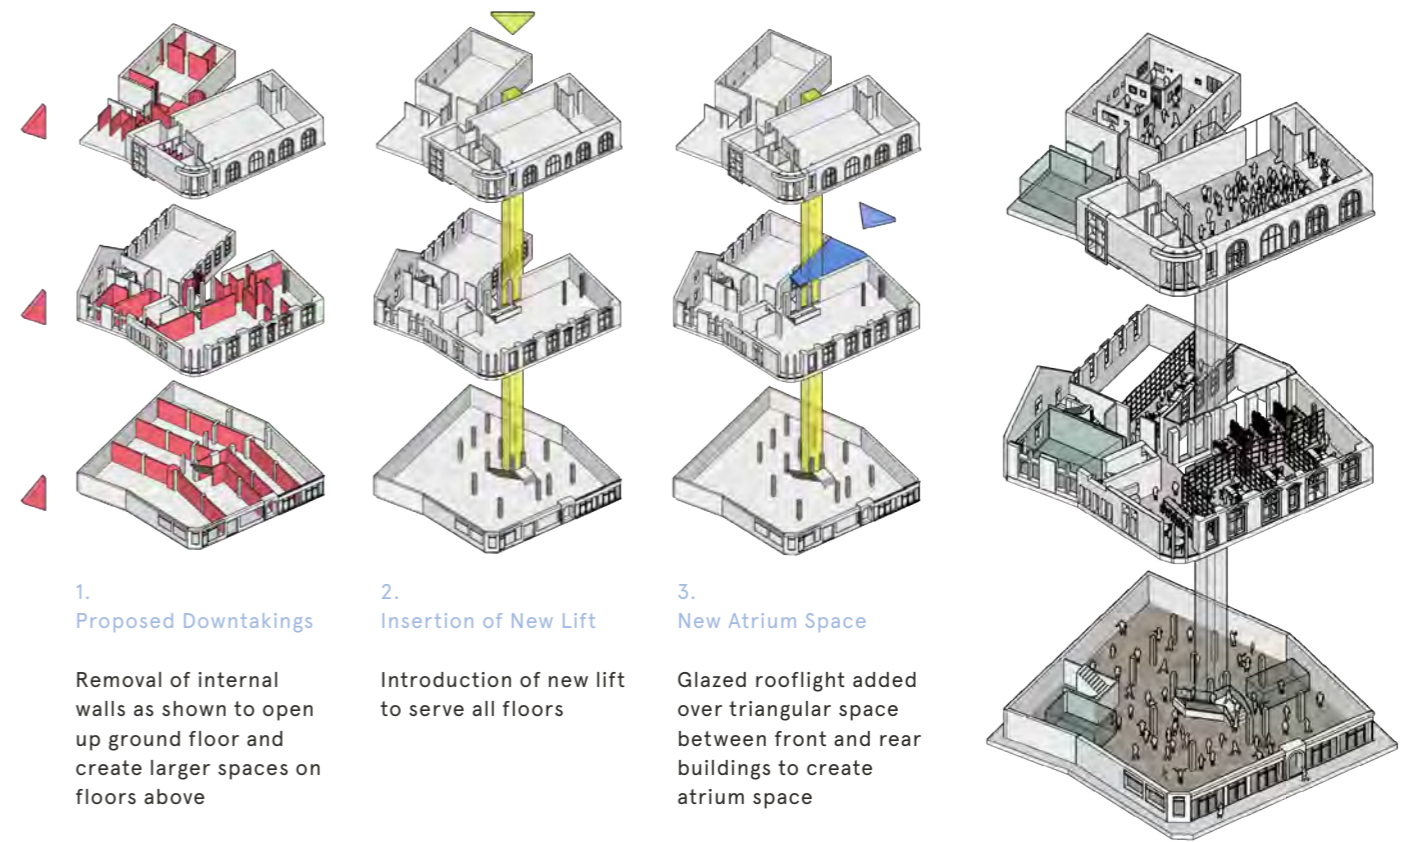 1.
Proposed Downtakings
Removal of internal
walls as shown to open
up ground floor and
create larger spaces on
floors above
2.
Insertion of New Lift
Introduction of new lift
to serve all floors
3.
New Atrium Space
Glazed rooflight added
over triangular space
between front and rear
buildings to create
atrium space